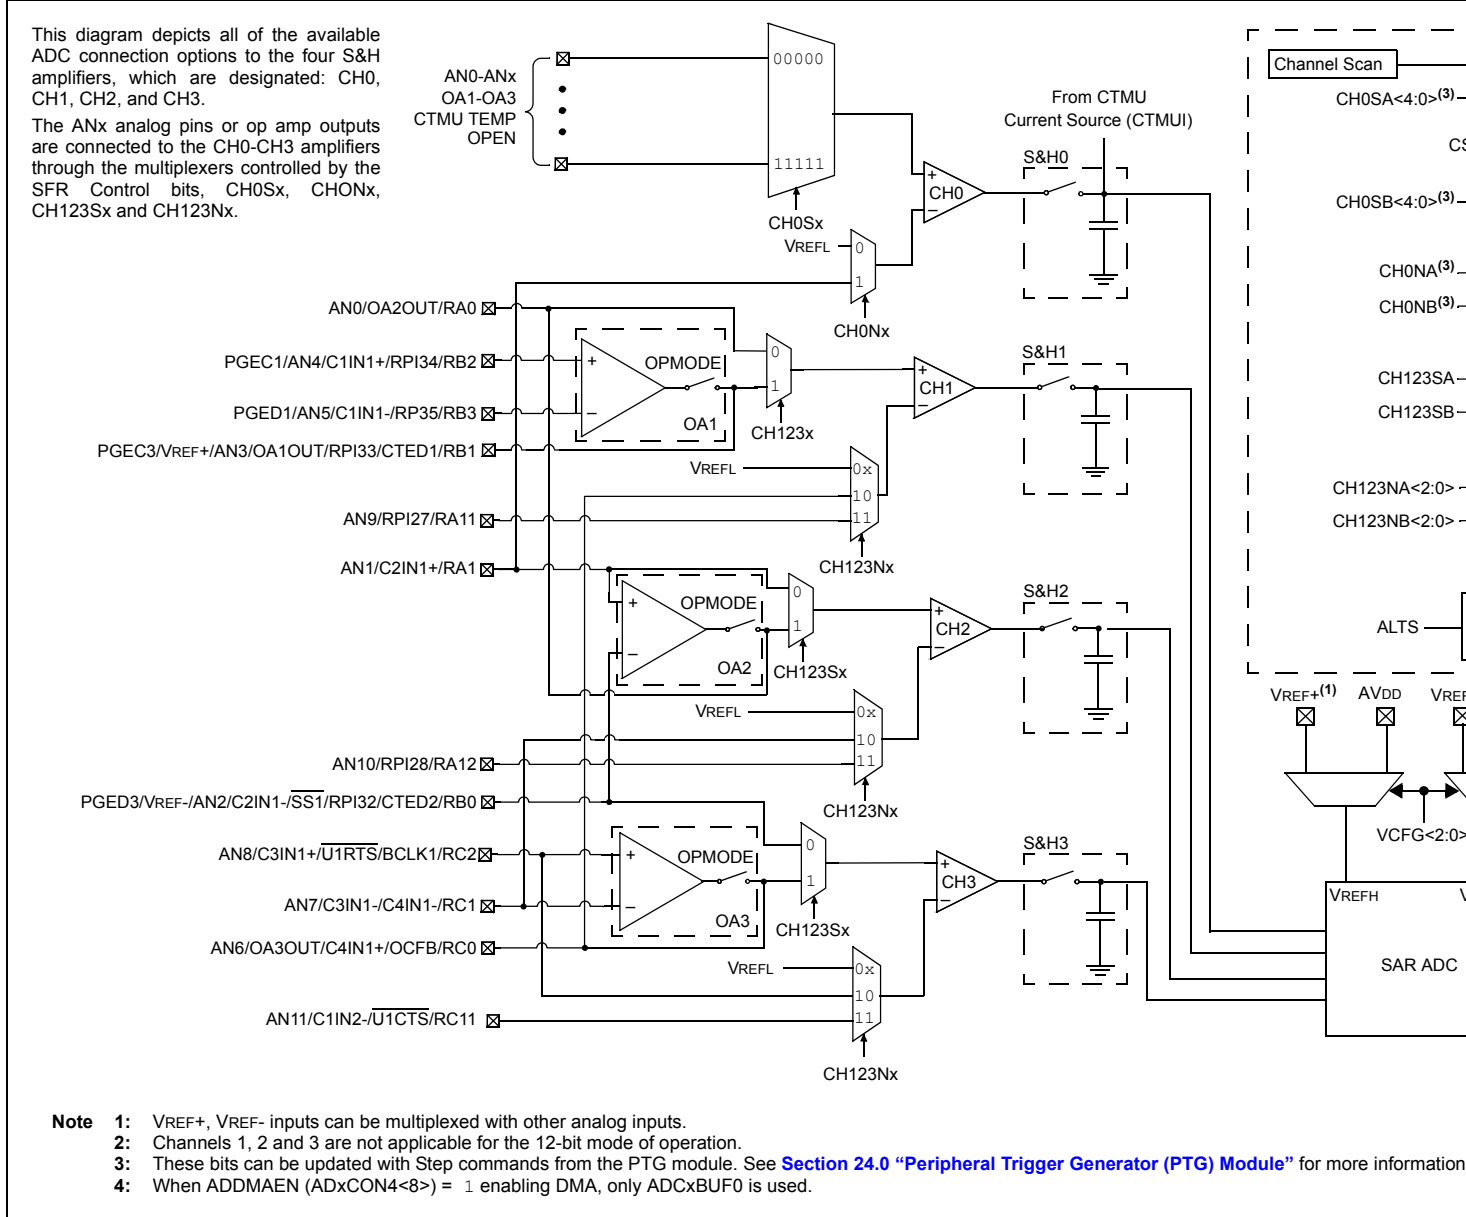 This diagram depicts all of the available
ADC connection options to the four S&H
amplifiers, which are designated: CH0,
CH1, CH2, and CH3.
The ANx analog pins or op amp outputs
are connected to the CH0-CH3 amplifiers
through the multiplexers controlled by the
SFR Control bits, CH0Sx, CHONx,
CH123Sx and CH123Nx.
AN0-ANx
OA1-OA3
CTMU TEMP
OPEN
00000
11111
CH0Sx
CH0
+
–
From CTMU
Current Source (CTMUI)
S&H0
VREFL
0
1
CH0Nx
AN0/OA2OUT/RA0
PGEC1/AN4/C1IN1+/RPI34/RB2
PGED1/AN5/C1IN1-/RP35/RB3
PGEC3/VREF+/AN3/OA1OUT/RPI33/CTED1/RB1
+
–
OPMODE
OA1
0
1
CH123x
+
–
CH1
S&H1
VREFL
0x
10
11
CH123Nx
AN9/RPI27/RA11
AN1/C2IN1+/RA1
+
–
OPMODE
OA2
0
1
CH123Sx
+
–
CH2
S&H2
VREFL
0x
10
11
CH123Nx
AN10/RPI28/RA12
PGED3/VREF-/AN2/C2IN1-/SS1/RPI32/CTED2/RB0
AN8/C3IN1+/U1RTS/BCLK1/RC2
AN7/C3IN1-/C4IN1-/RC1
AN6/OA3OUT/C4IN1+/OCFB/RC0
+
–
OPMODE
OA3
0
1
CH123Sx
+
–
CH3
S&H3
VREFL
0x
10
11
CH123Nx
AN11/C1IN2-/U1CTS/RC11
Channel Scan
CH0SA<4:0>(3)
CS
CH0SB<4:0>(3)
CH0NA(3)
CH0NB(3)
CH123SA
CH123SB
CH123NA<2:0>
CH123NB<2:0>
ALTS
VREF+(1) AVDD VREF
VCFG<2:0>
VREFH V
SAR ADC
Note 1: VREF+, VREF- inputs can be multiplexed with other analog inputs.
2: Channels 1, 2 and 3 are not applicable for the 12-bit mode of operation.
3: These bits can be updated with Step commands from the PTG module. See Section 24.0 “Peripheral Trigger Generator (PTG) Module” for more information
4: When ADDMAEN (ADxCON4<8>) = 1 enabling DMA, only ADCxBUF0 is used.